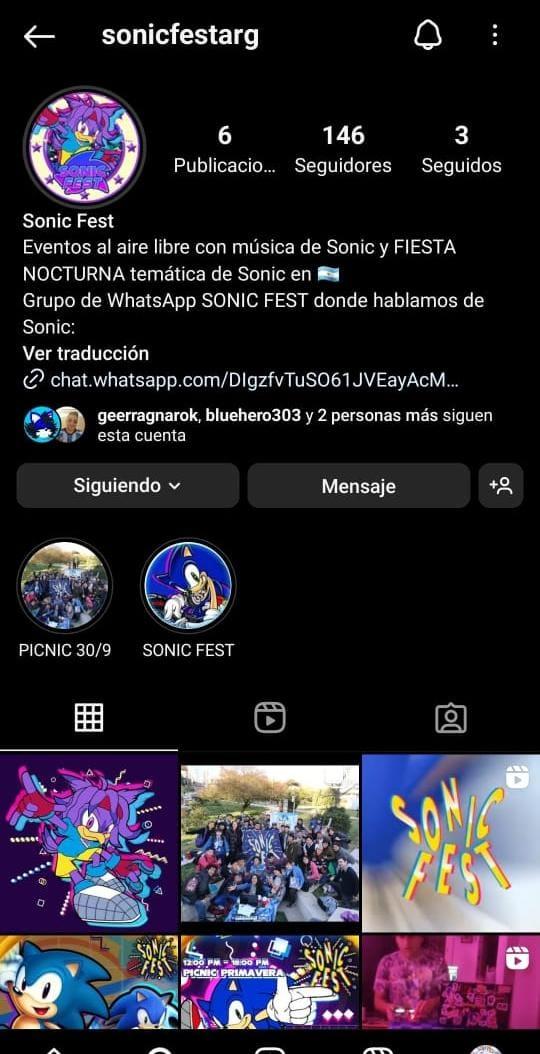 sonicfestarg
6
146
3
Publicacio...
Seguidores
Seguidos
SONIC
FEST
Sonic Fest
Eventos al aire libre con música de Sonic y FIESTA
NOCTURNA temática de Sonic en 🇦🇷
Grupo de WhatsApp SONIC FEST donde hablamos de
Sonic:
Ver traducción
chat.whatsapp.com/DIgzfvTuSO61JVEayAcM...
geerragnarok, bluehero303 y 2 personas más siguen
esta cuenta
Siguiendo
Mensaje
PICNIC 30/9
SONIC FEST
SONIC
SONIC
FEST
SONIC
FEST
12:00 PM - 18:00 PM
PICNIC PRIMAVERA
SONIC
FEST